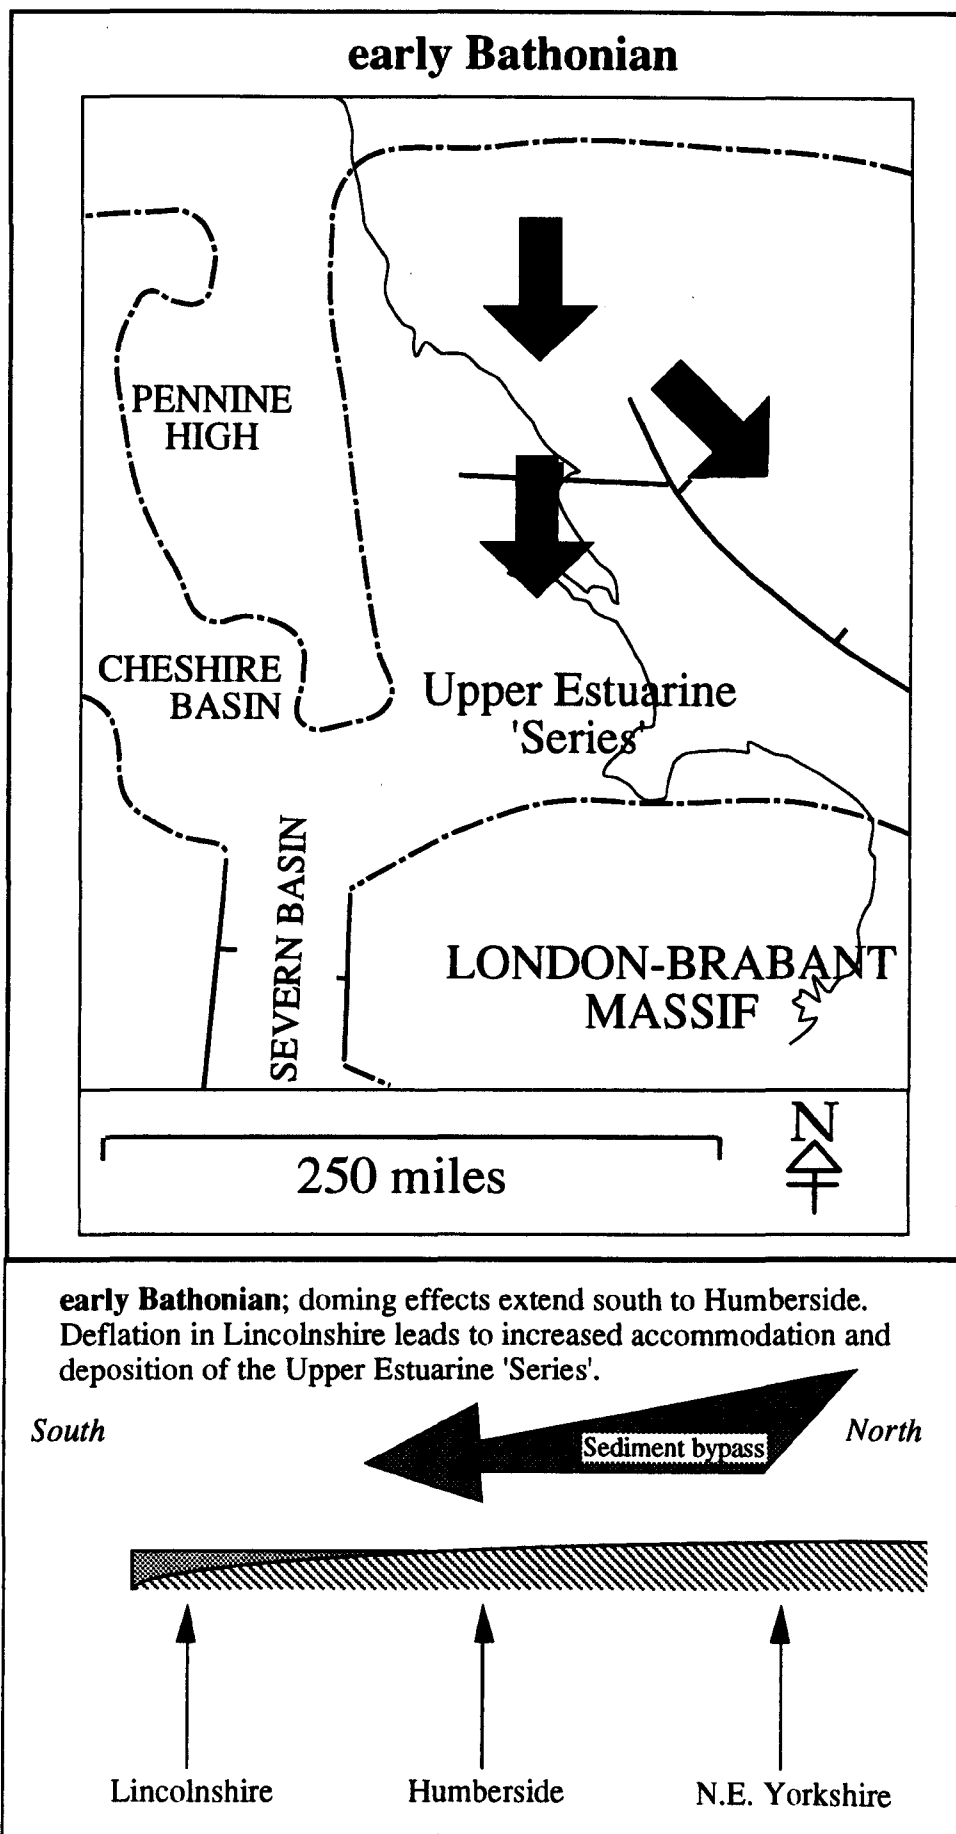 early Bathonian
PENNINE
HIGH
CHESHIRE
BASIN
Upper Estuarine
'Series'
SEVERN BASIN
LONDON-BRABANT
MASSIF
250 miles
N
early Bathonian; doming effects extend south to Humberside.
Deflation in Lincolnshire leads to increased accommodation and
deposition of the Upper Estuarine 'Series'.
South
North
Sediment bypass
Lincolnshire
Humberside
N.E. Yorkshire